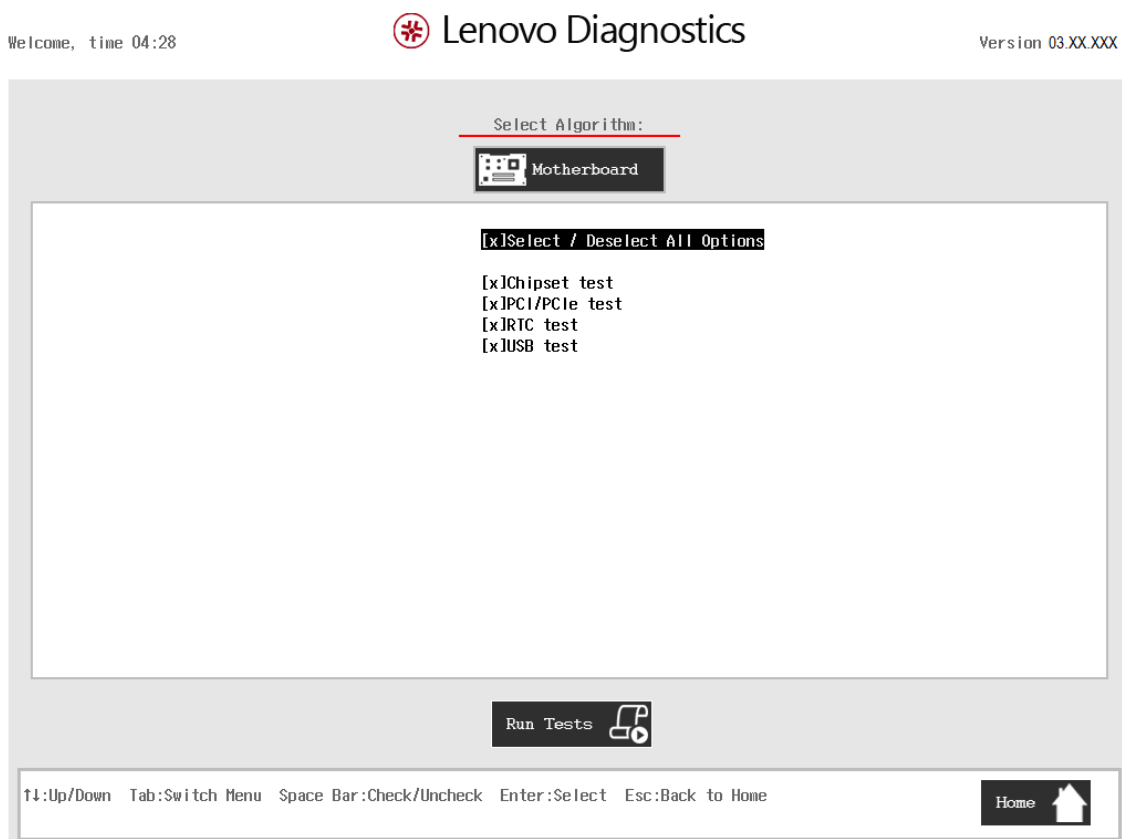 Welcome, time 04:28
Lenovo Diagnostics
Version 03.XX.XXX
Select Algorithm:
Motherboard
[x]Select / Deselect All Options
[x]Chipset test
[x]PCI/PCIe test
[x]RTC test
[x]USB test
Run Tests
↑↓:Up/Down Tab:Switch Menu Space Bar:Check/Uncheck Enter:Select Esc:Back to Home
Home